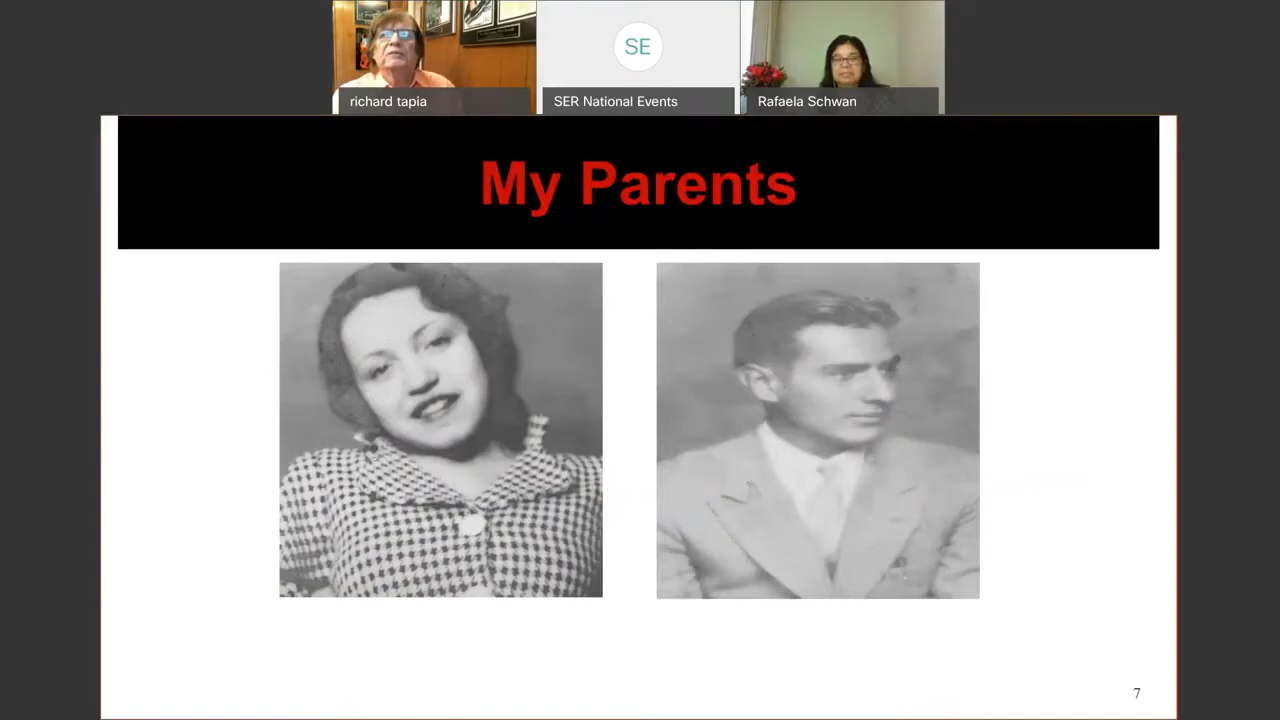 richard tapia
SE
SER National Events
Rafaela Schwan
My Parents
7